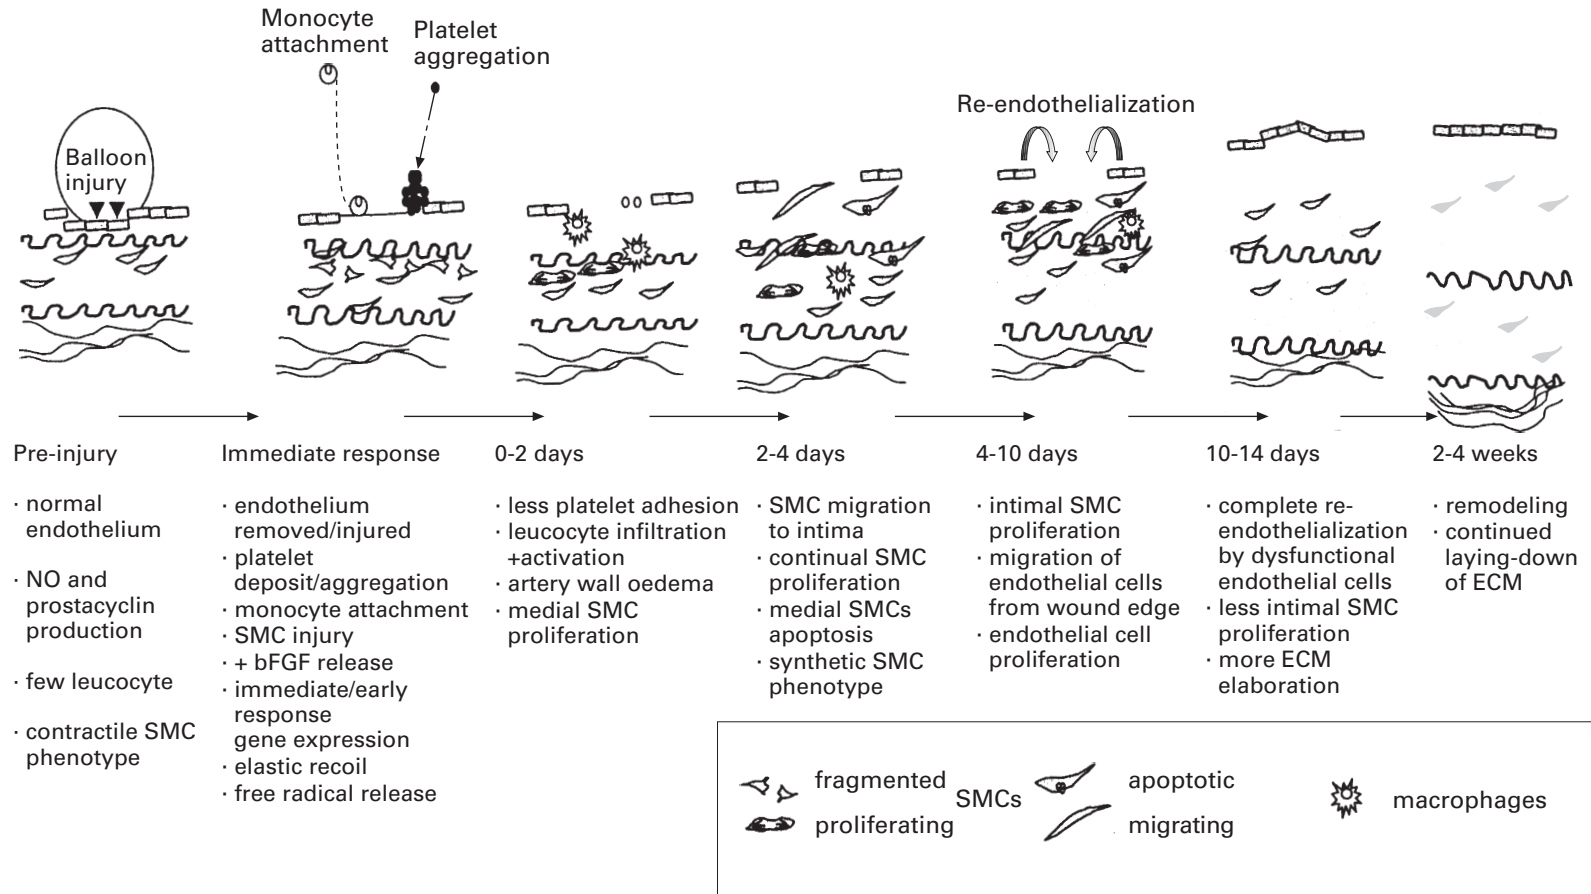 Monocyte
attachment
Platelet
aggregation
Re-endothelialization
Balloon
injury
Pre-injury
· normal
endothelium
· NO and
prostacyclin
production
· few leucocyte
· contractile SMC
phenotype
Immediate response
· endothelium
removed/injured
· platelet
deposit/aggregation
· monocyte attachment
· SMC injury
· + bFGF release
· immediate/early
response
gene expression
· elastic recoil
· free radical release
0-2 days
· less platelet adhesion
· leucocyte infiltration
+activation
· artery wall oedema
· medial SMC
proliferation
2-4 days
· SMC migration
to intima
· continual SMC
proliferation
· medial SMCs
apoptosis
· synthetic SMC
phenotype
4-10 days
· intimal SMC
proliferation
· migration of
endothelial cells
from wound edge
· endothelial cell
proliferation
10-14 days
· complete re-
endothelialization
by dysfunctional
endothelial cells
· less intimal SMC
proliferation
· more ECM
elaboration
2-4 weeks
· remodeling
· continued
laying-down
of ECM
fragmented
proliferating
SMCs
apoptotic
migrating
macrophages